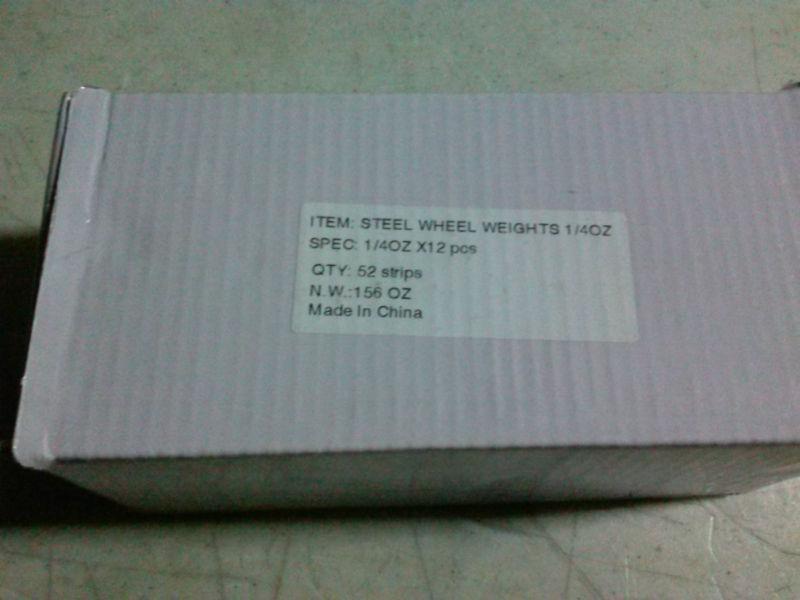 ITEM: STEEL WHEEL WEIGHTS 1/4OZ
SPEC: 1/4OZ X12 pcs
QTY: 52 strips
N.W.:156 OZ
Made In China